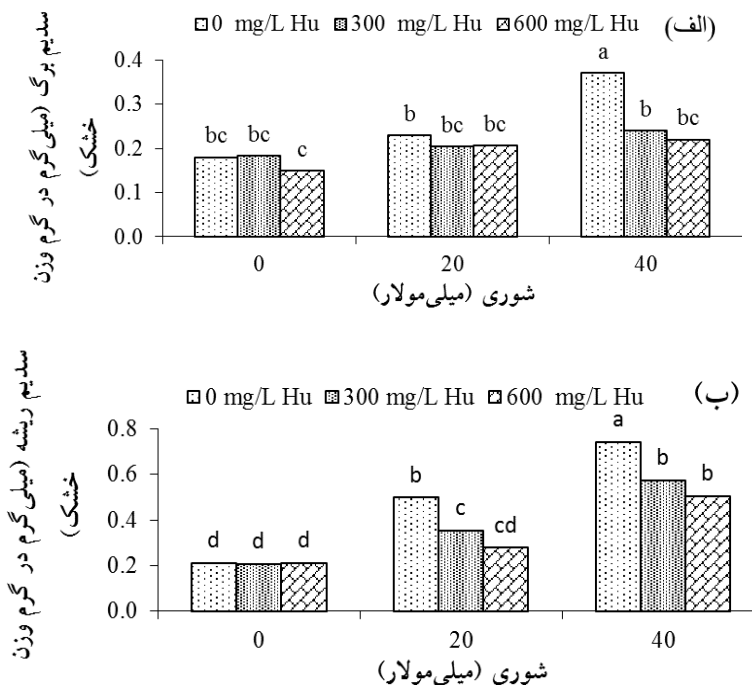 0 mg/L Hu 300 mg/L Hu 600 mg/L Hu (الف)
سدیم برگ (میلی‌گرم در گرم وزن
خشک)
0.4
0.3
0.2
0.1
0.0
bc bc c
b bc bc
a b bc
0 20 40
شوری (میلی‌مولار)
0 mg/L Hu 300 mg/L Hu 600 mg/L Hu (ب)
سدیم ریشه (میلی‌گرم در گرم وزن
خشک)
0.8
0.6
0.4
0.2
0.0
d d d
b c cd
a b b
0 20 40
شوری (میلی‌مولار)